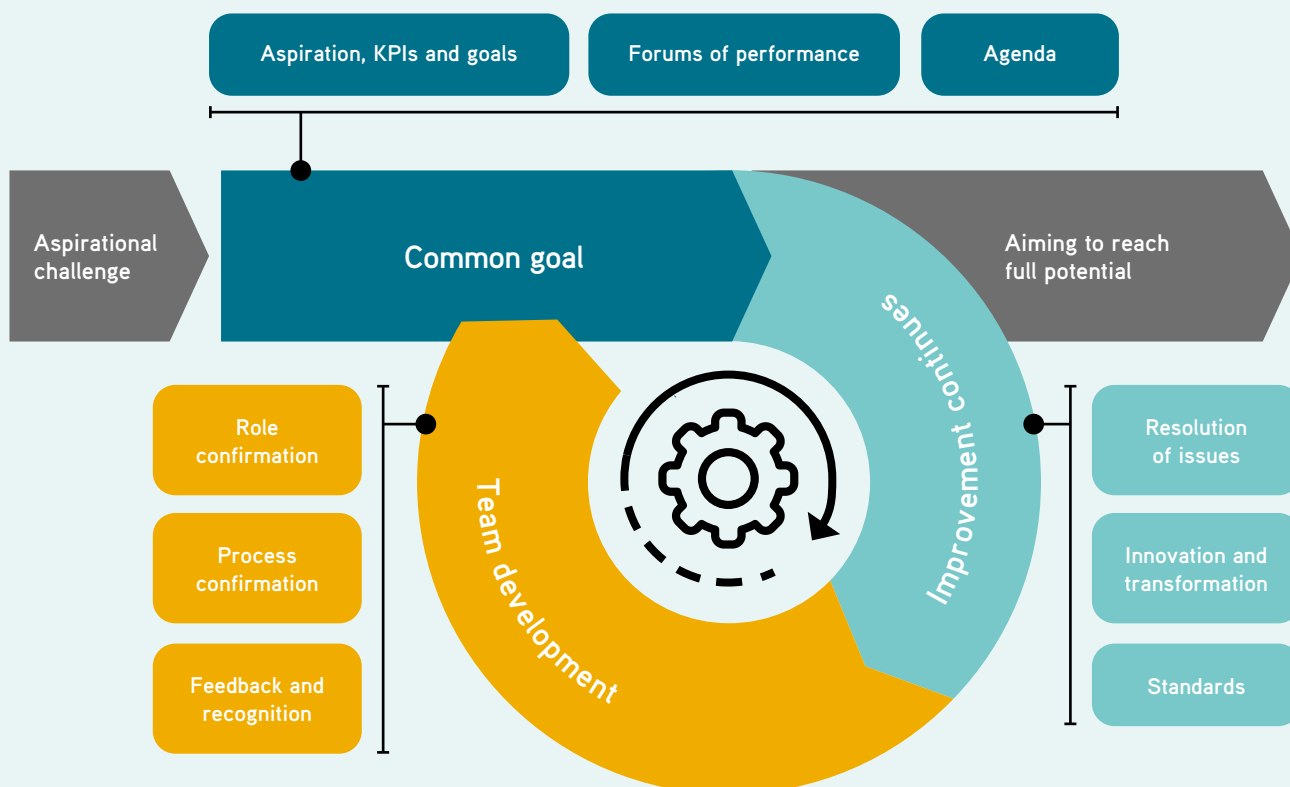 Aspiration, KPIs and goals
Forums of performance
Agenda
Aspirational
challenge
Common goal
Aiming to reach
full potential
Improvement continues
Team development
Role
confirmation
Process
confirmation
Feedback and
recognition
Resolution
of issues
Innovation and
transformation
Standards